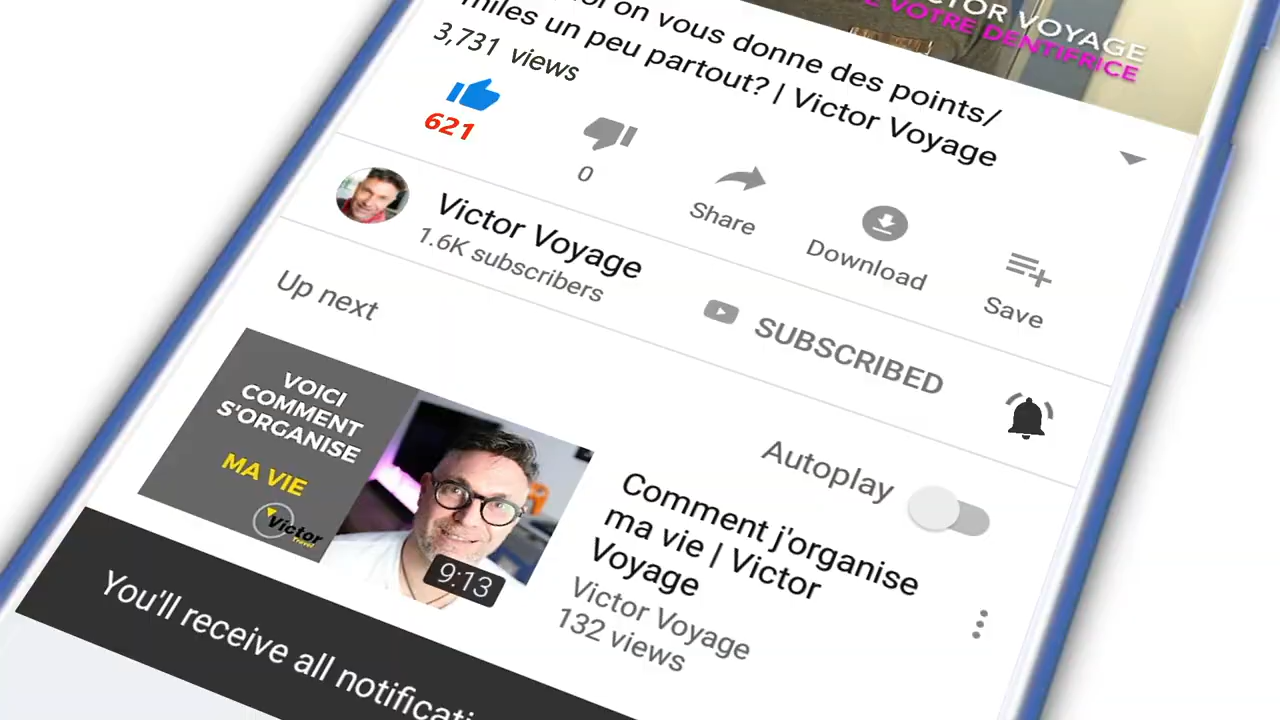 CTOR VOYAGE
E VOTRE DENTIFRICE
on vous donne des points/
miles un peu partout? | Victor Voyage
3,731 views
621
0
Share
Download
Save
Victor Voyage
1.6K subscribers
SUBSCRIBED
Up next
Autoplay
VOICI
COMMENT
S'ORGANISE
MA VIE
Victor
Travel
9:13
Comment j'organise
ma vie | Victor
Voyage
Victor Voyage
132 views
You'll receive all notificati